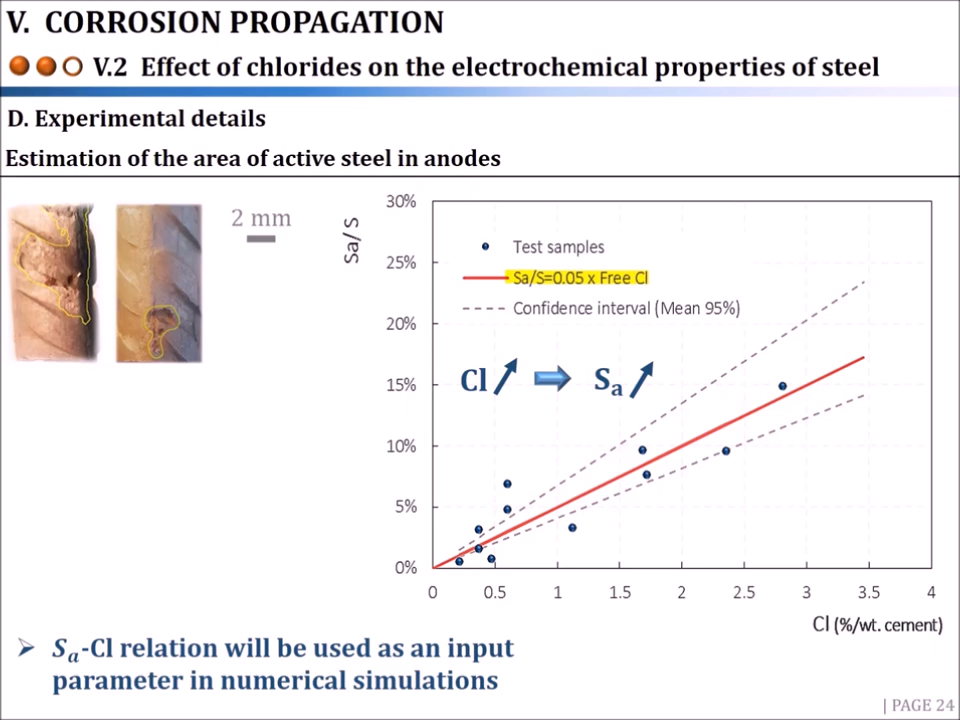 V. CORROSION PROPAGATION
V.2 Effect of chlorides on the electrochemical properties of steel
D. Experimental details
Estimation of the area of active steel in anodes
2 mm
Sa/ S
30%
25%
20%
15%
10%
5%
0%
Test samples
Sa/S=0.05 x Free Cl
Confidence interval (Mean 95%)
Cl Sa
0 0.5 1 1.5 2 2.5 3 3.5 4
Cl (%/wt. cement)
Sa-Cl relation will be used as an input
parameter in numerical simulations
| PAGE 24